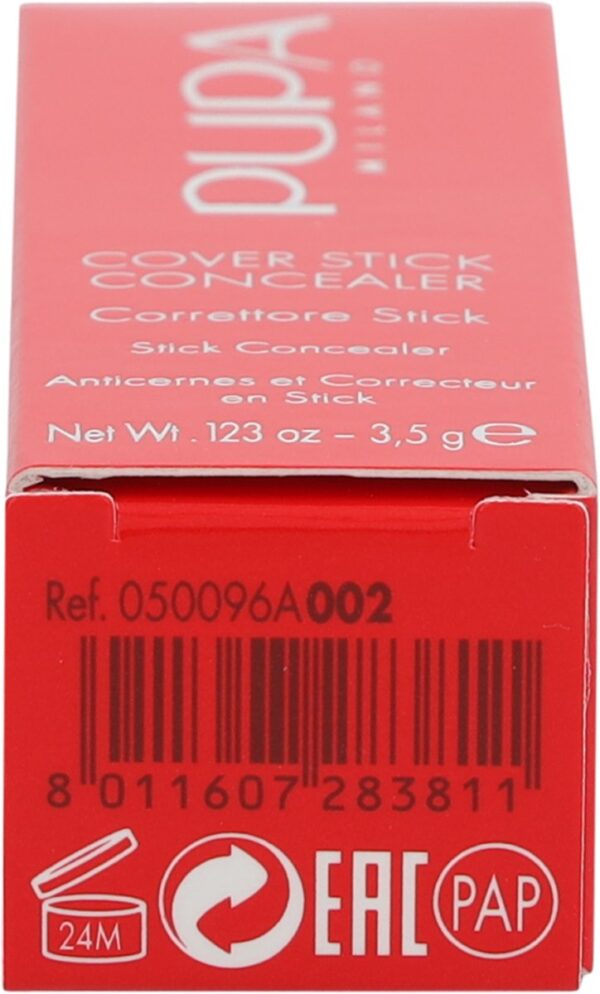 PUPA
MILANO
COVER STICK
CONCEALER
Correttore Stick
Stick Concealer
Anticernes et Correcteur
en Stick
Net Wt . 123 oz – 3,5 g ℮
Ref. 050096A002
8 011607 283811
24M
EAC
PAP